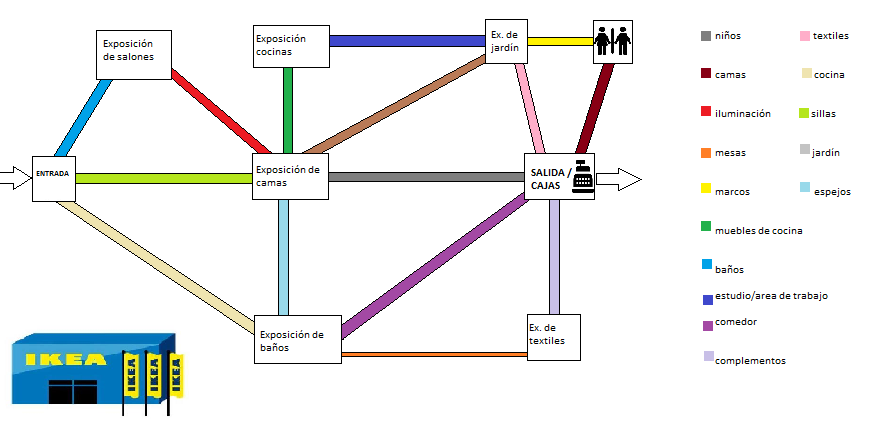 Exposición
de salones
Exposición
cocinas
Ex. de
jardín
ENTRADA
Exposición de
camas
SALIDA /
CAJAS
Exposición de
baños
Ex. de
textiles
IKEA
IKEA
IKEA
IKEA
niños
textiles
camas
cocina
iluminación
sillas
mesas
jardín
marcos
espejos
muebles de cocina
baños
estudio/area de trabajo
comedor
complementos